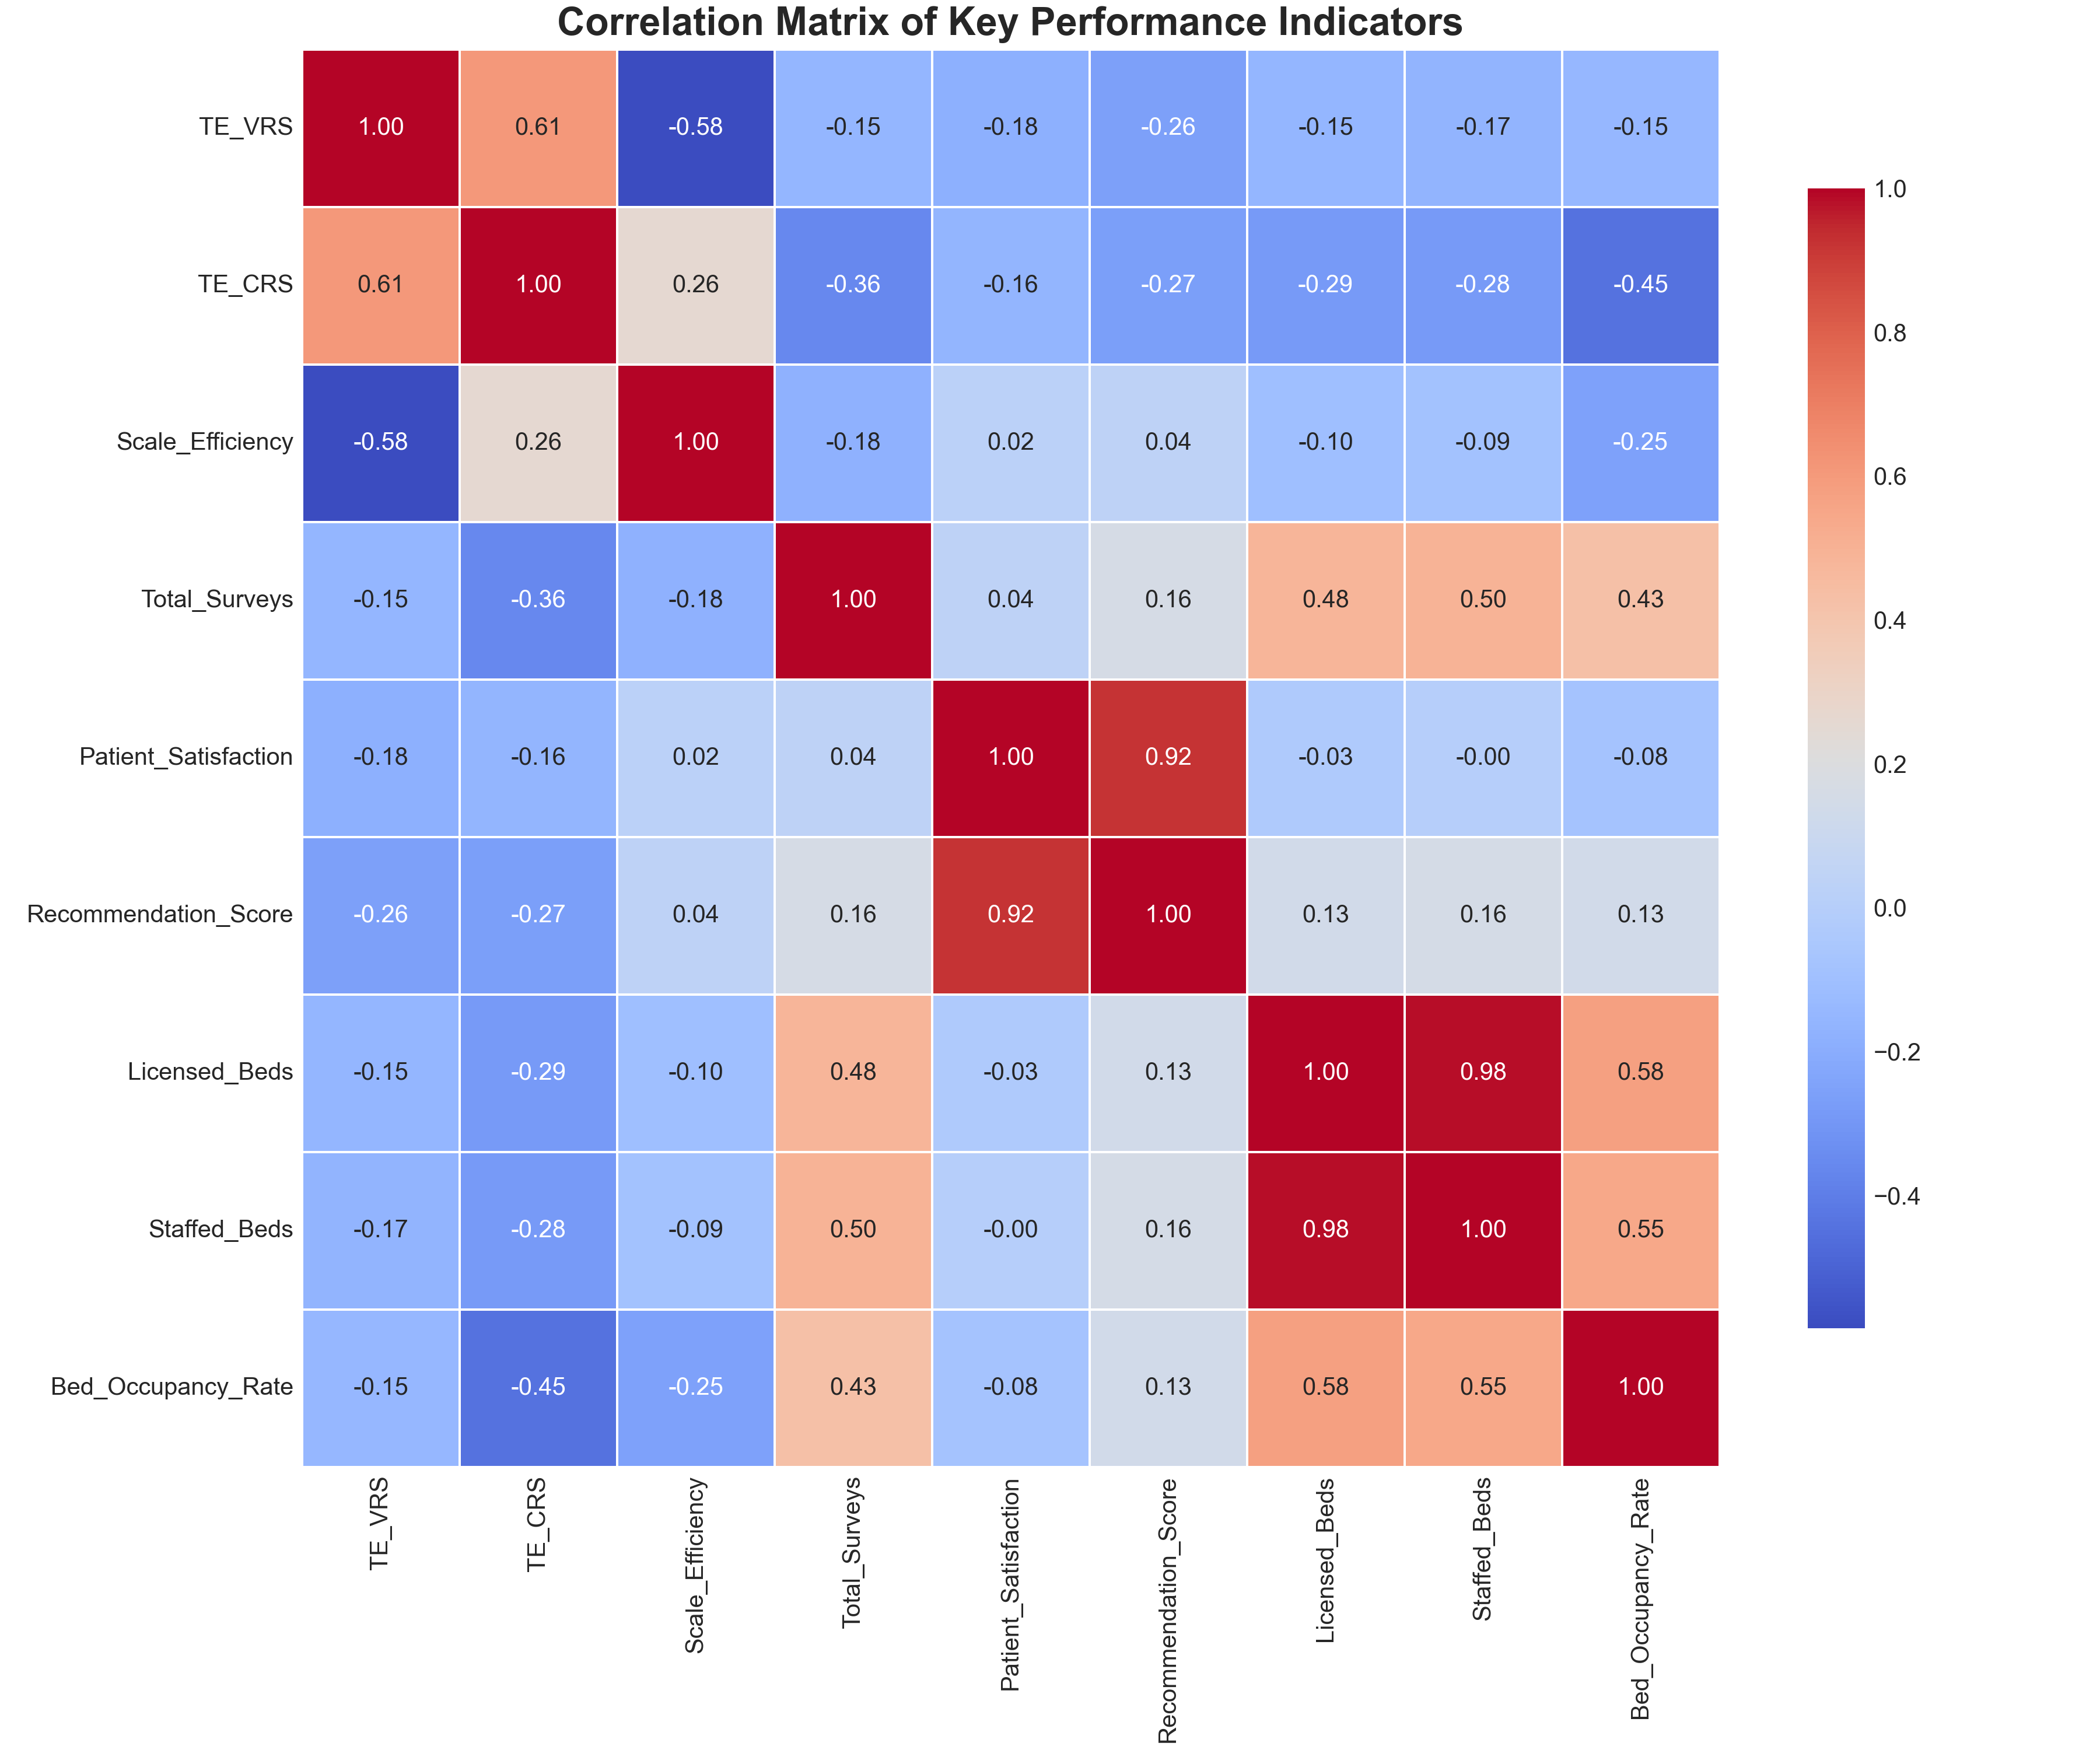 Correlation Matrix of Key Performance Indicators
TE_VRS 1.00 0.61 -0.58 -0.15 -0.18 -0.26 -0.15 -0.17 -0.15
TE_CRS 0.61 1.00 0.26 -0.36 -0.16 -0.27 -0.29 -0.28 -0.45
Scale_Efficiency -0.58 0.26 1.00 -0.18 0.02 0.04 -0.10 -0.09 -0.25
Total_Surveys -0.15 -0.36 -0.18 1.00 0.04 0.16 0.48 0.50 0.43
Patient_Satisfaction -0.18 -0.16 0.02 0.04 1.00 0.92 -0.03 -0.00 -0.08
Recommendation_Score -0.26 -0.27 0.04 0.16 0.92 1.00 0.13 0.16 0.13
Licensed_Beds -0.15 -0.29 -0.10 0.48 -0.03 0.13 1.00 0.98 0.58
Staffed_Beds -0.17 -0.28 -0.09 0.50 -0.00 0.16 0.98 1.00 0.55
Bed_Occupancy_Rate -0.15 -0.45 -0.25 0.43 -0.08 0.13 0.58 0.55 1.00
TE_VRS
TE_CRS
Scale_Efficiency
Total_Surveys
Patient_Satisfaction
Recommendation_Score
Licensed_Beds
Staffed_Beds
Bed_Occupancy_Rate
1.0
0.8
0.6
0.4
0.2
0.0
−0.2
−0.4